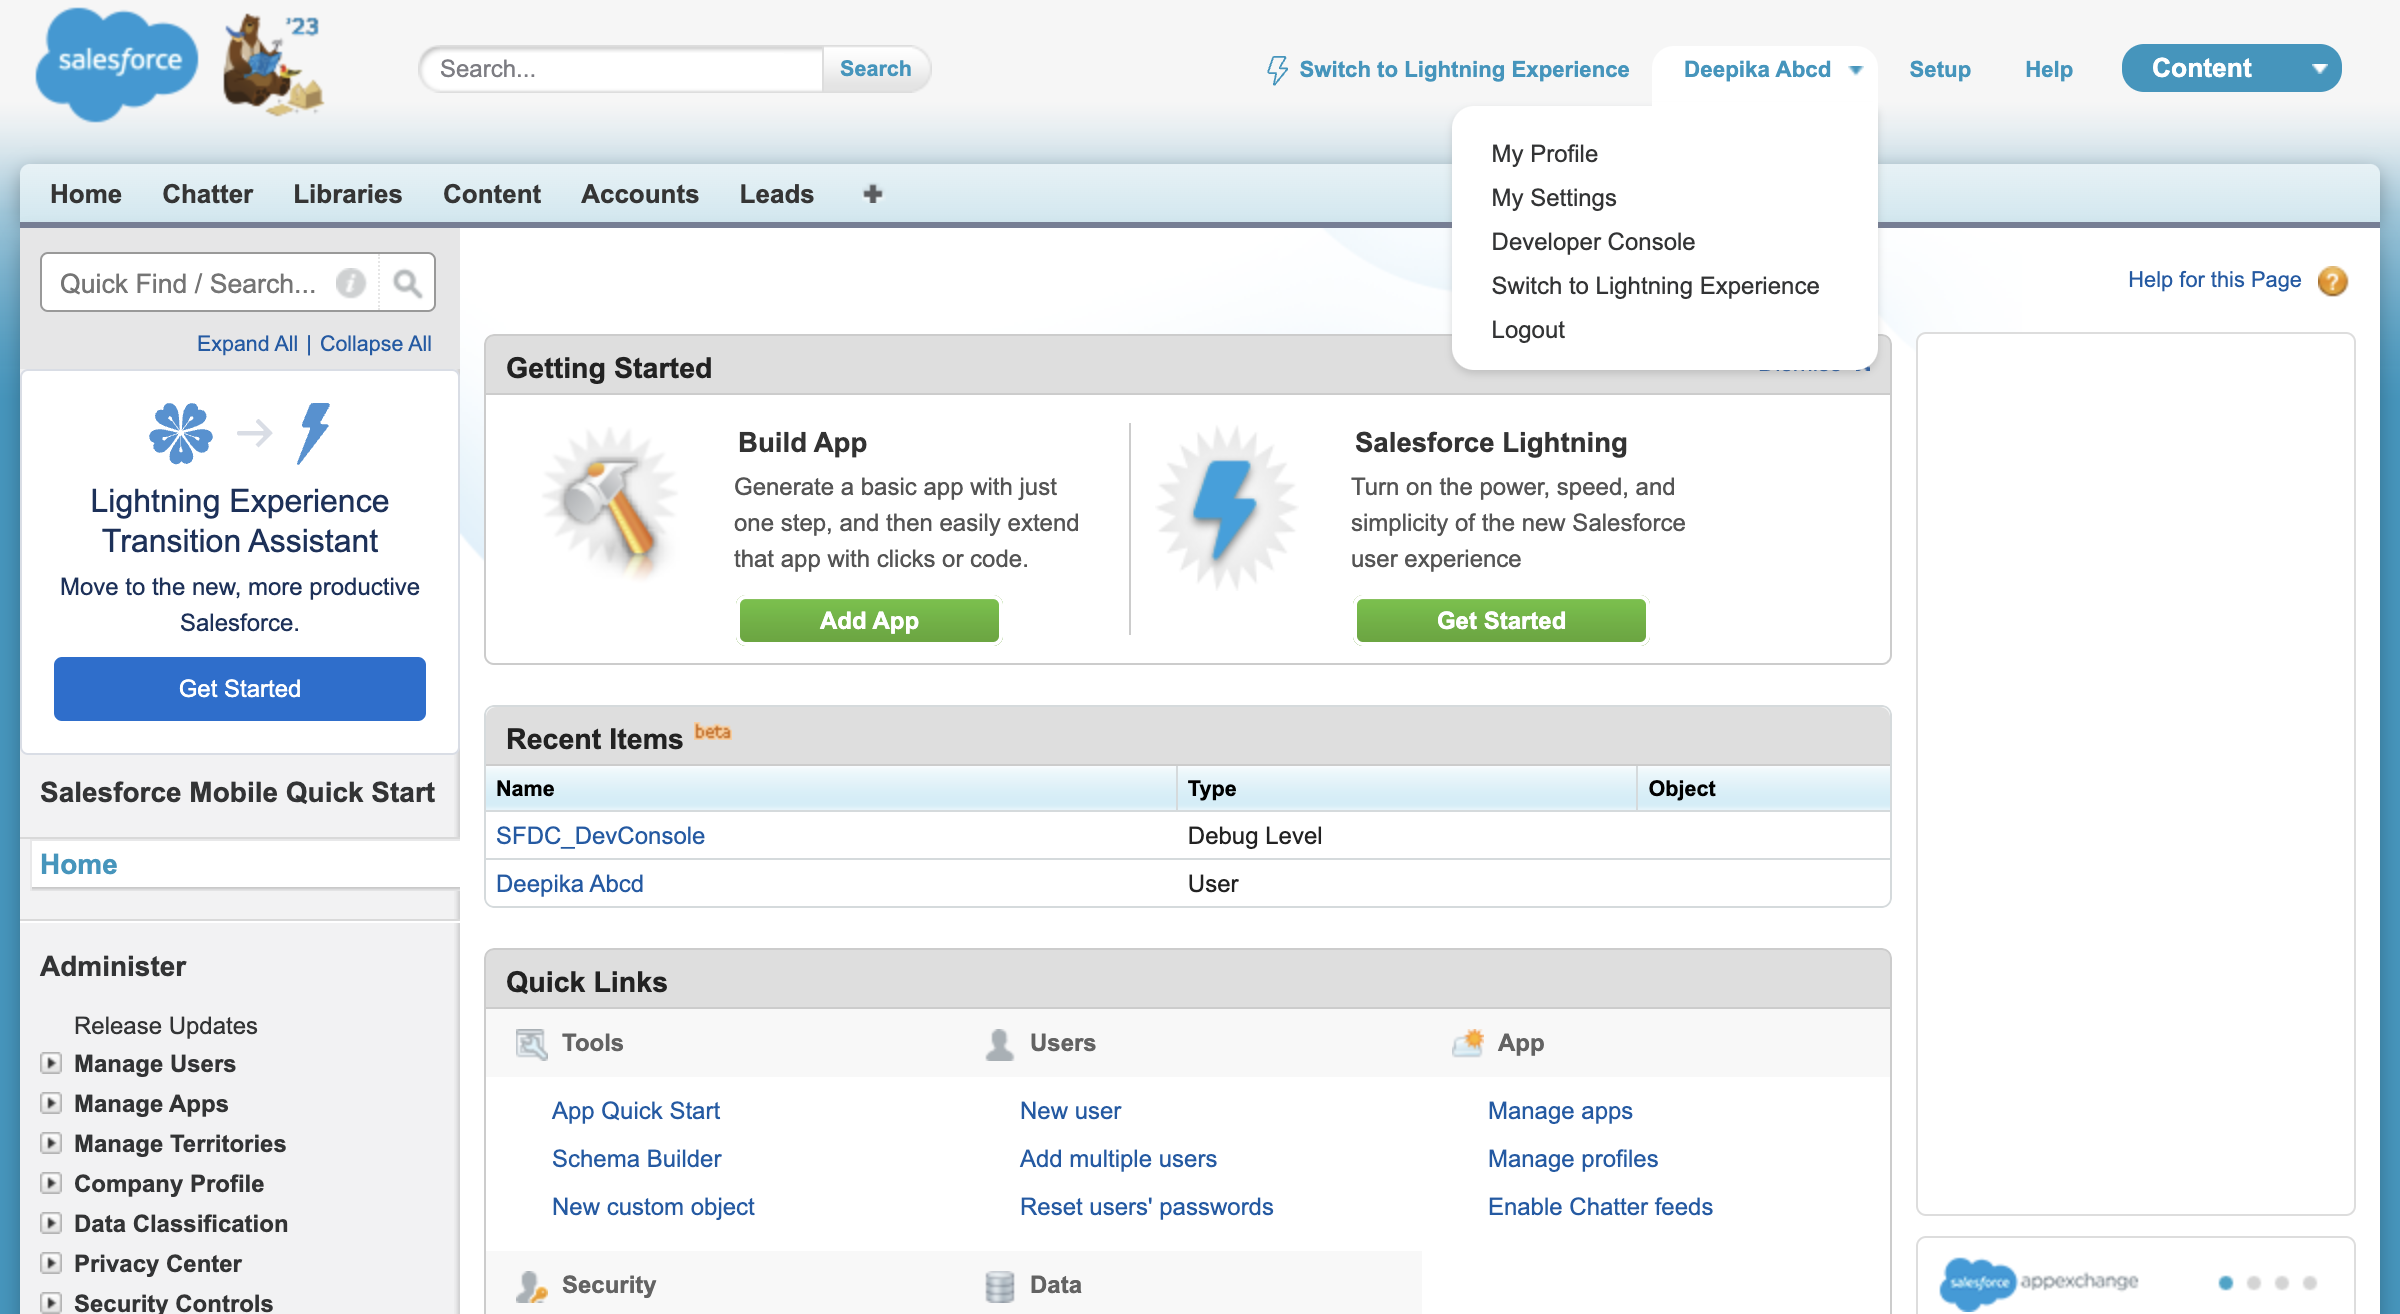 salesforce
'23
Search...
Search
Switch to Lightning Experience
Deepika Abcd
Setup
Help
Content
My Profile
My Settings
Developer Console
Switch to Lightning Experience
Logout
Home
Chatter
Libraries
Content
Accounts
Leads
Quick Find / Search...
Expand All | Collapse All
Help for this Page
Lightning Experience
Transition Assistant
Move to the new, more productive
Salesforce.
Get Started
Salesforce Mobile Quick Start
Home
Administer
Release Updates
Manage Users
Manage Apps
Manage Territories
Company Profile
Data Classification
Privacy Center
Security Controls
Getting Started
Build App
Generate a basic app with just
one step, and then easily extend
that app with clicks or code.
Add App
Salesforce Lightning
Turn on the power, speed, and
simplicity of the new Salesforce
user experience
Get Started
Recent Items beta
Name Type Object
SFDC_DevConsole Debug Level
Deepika Abcd User
Quick Links
Tools
App Quick Start
Schema Builder
New custom object
Users
New user
Add multiple users
Reset users' passwords
App
Manage apps
Manage profiles
Enable Chatter feeds
Security
Data
salesforce appexchange